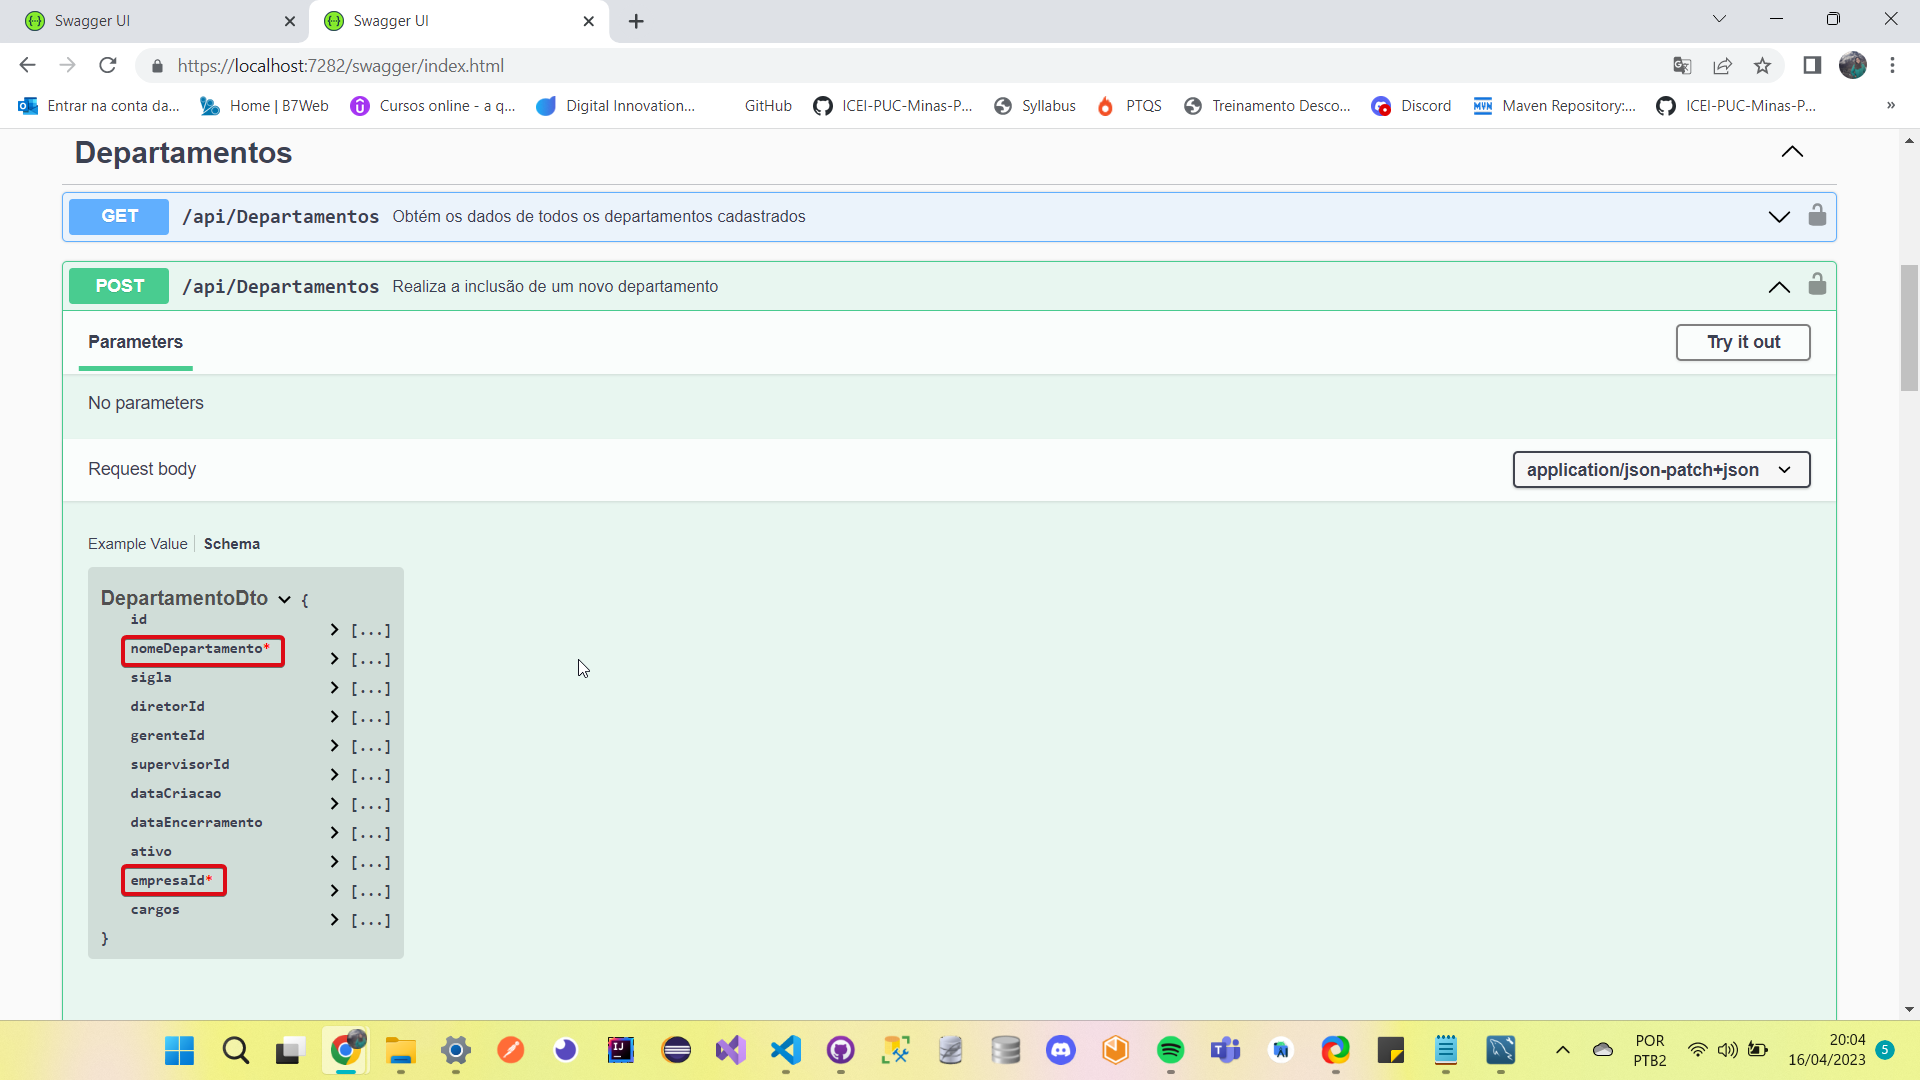 Swagger UI
Swagger UI
https://localhost:7282/swagger/index.html
Entrar na conta da...
Home | B7Web
Cursos online - a q...
Digital Innovation...
GitHub
ICEI-PUC-Minas-P...
Syllabus
PTQS
Treinamento Desco...
Discord
Maven Repository:...
ICEI-PUC-Minas-P...
»
Departamentos
GET /api/Departamentos Obtém os dados de todos os departamentos cadastrados
POST /api/Departamentos Realiza a inclusão de um novo departamento
Parameters
Try it out
No parameters
Request body
application/json-patch+json
Example Value
Schema
DepartamentoDto {
id [...]
nomeDepartamento* [...]
sigla [...]
diretorId [...]
gerenteId [...]
supervisorId [...]
dataCriacao [...]
dataEncerramento [...]
ativo [...]
empresaId* [...]
cargos [...]
}
POR
PTB2
20:04
16/04/2023
5